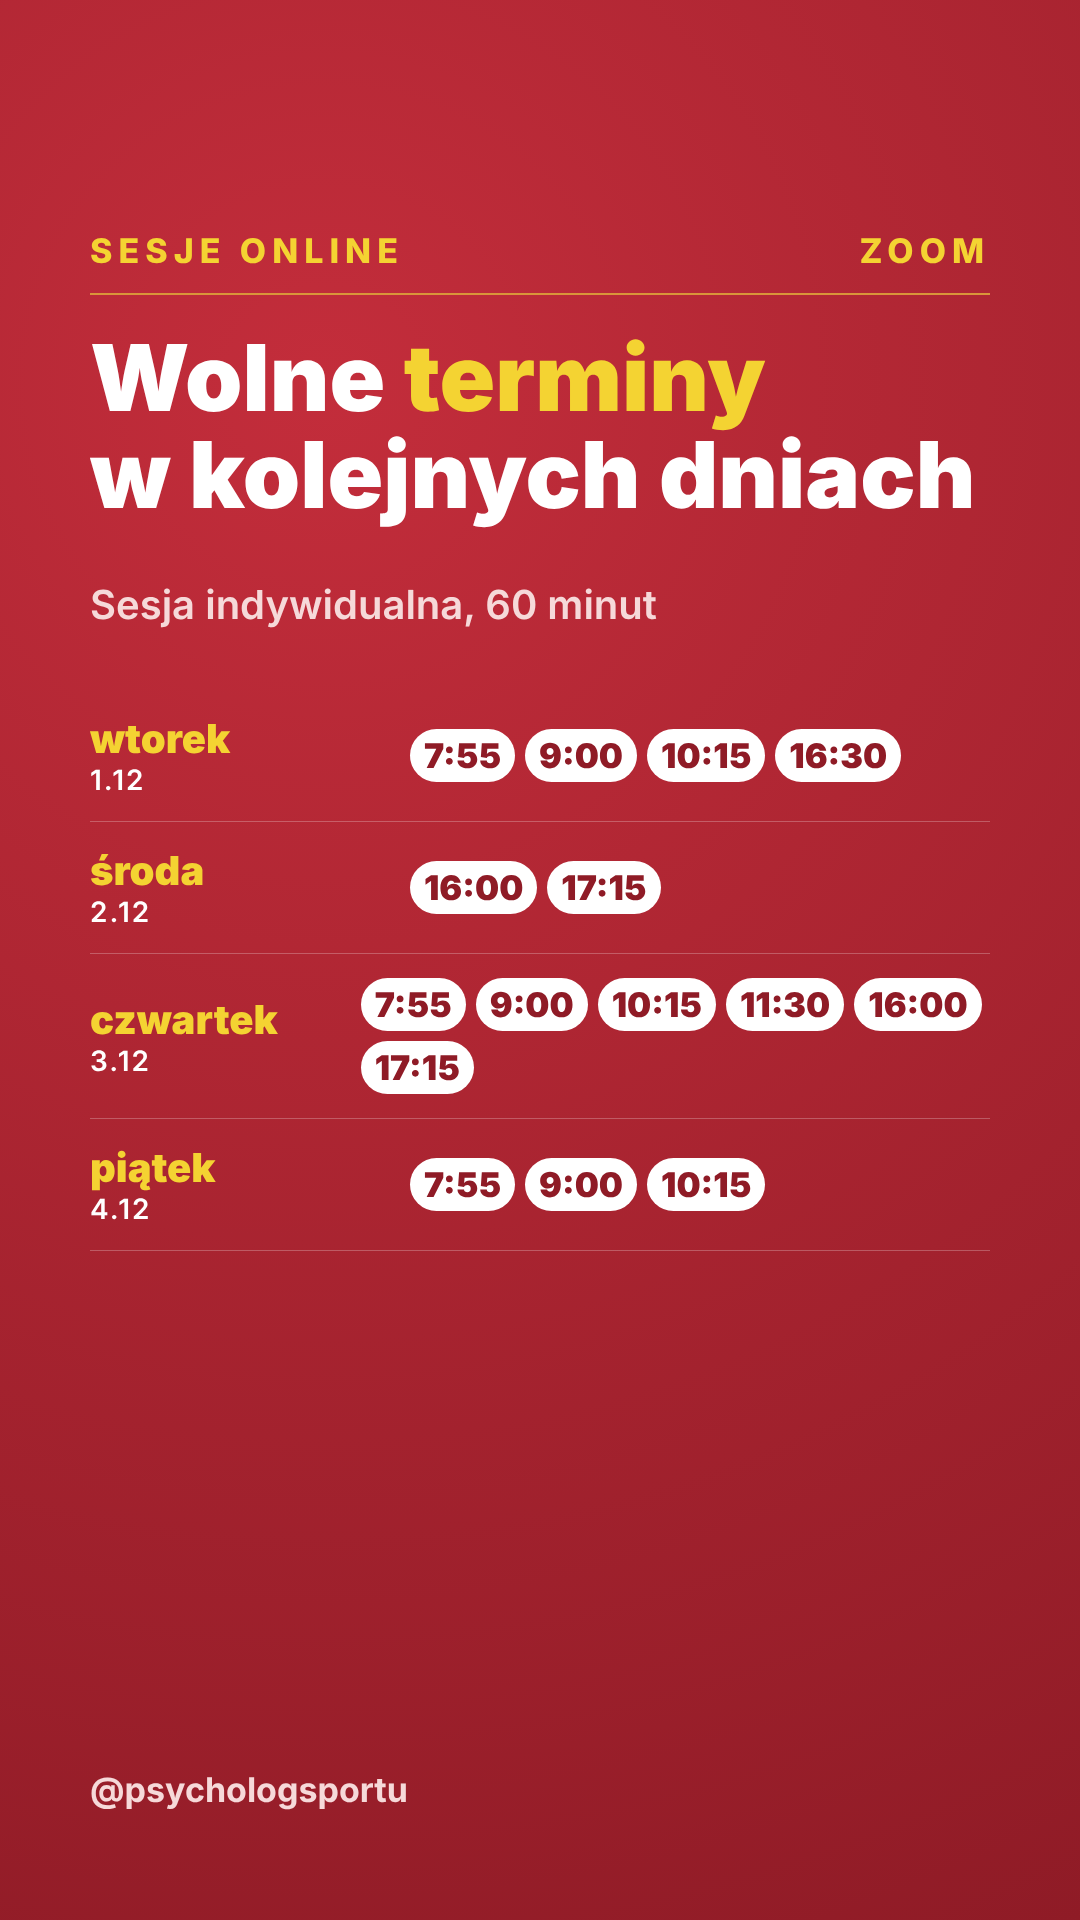 SESJE ONLINE ZOOM
Wolne terminy
w kolejnych dniach
Sesja indywidualna, 60 minut
wtorek
1.12
7:55 9:00 10:15 16:30
środa
2.12
16:00 17:15
czwartek
3.12
7:55 9:00 10:15 11:30 16:00
17:15
piątek
4.12
7:55 9:00 10:15
@psychologsportu